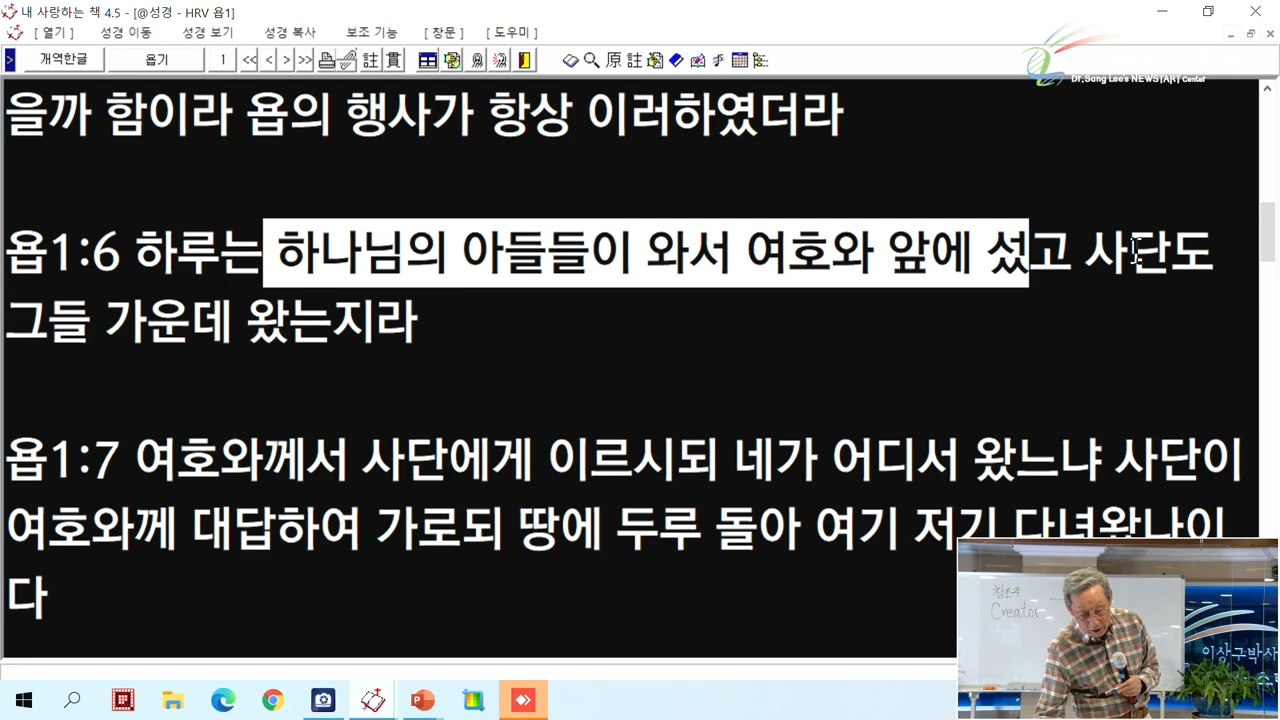 내 사랑하는 책 4.5 - [@성경 - HRV 욥1]
[ 열기 ] 성경 이동 성경 보기 성경 복사 보조 기능 [ 창문 ] [ 도우미 ]
개역한글 욥기 1 << < > >> 註 貫 原 註
Dr.Sang Lee's NEWSTART Center
을까 함이라 욥의 행사가 항상 이러하였더라
욥1:6 하루는 하나님의 아들들이 와서 여호와 앞에 섰고 사단도
그들 가운데 왔는지라
욥1:7 여호와께서 사단에게 이르시되 네가 어디서 왔느냐 사단이
여호와께 대답하여 가로되 땅에 두루 돌아 여기 저기 다녀왔나이
다
창조주
Creator
이상구박사